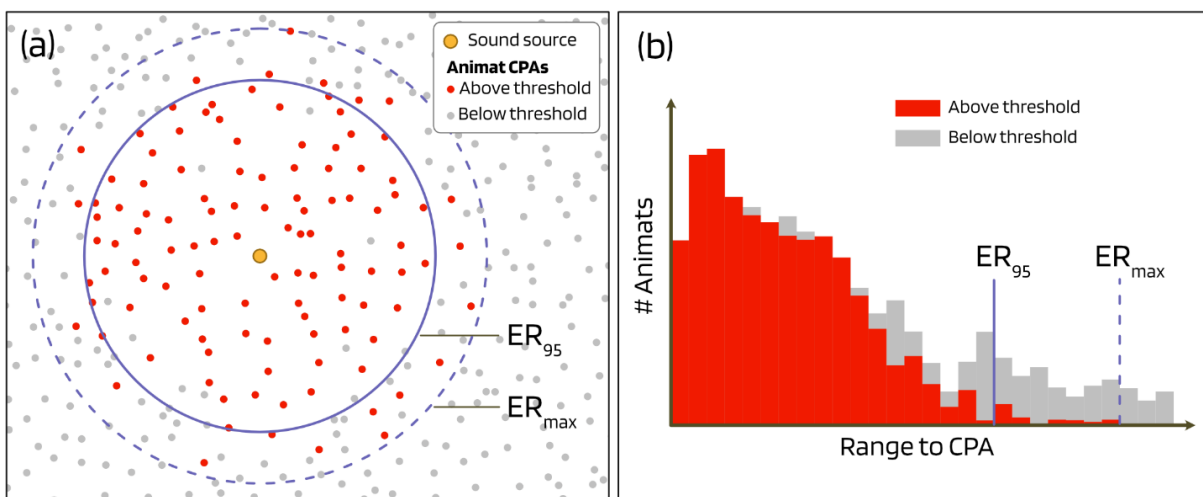 (a)
Sound source
Animat CPAs
Above threshold
Below threshold
ER95
ERmax
(b)
Above threshold
Below threshold
# Animats
ER95
ERmax
Range to CPA